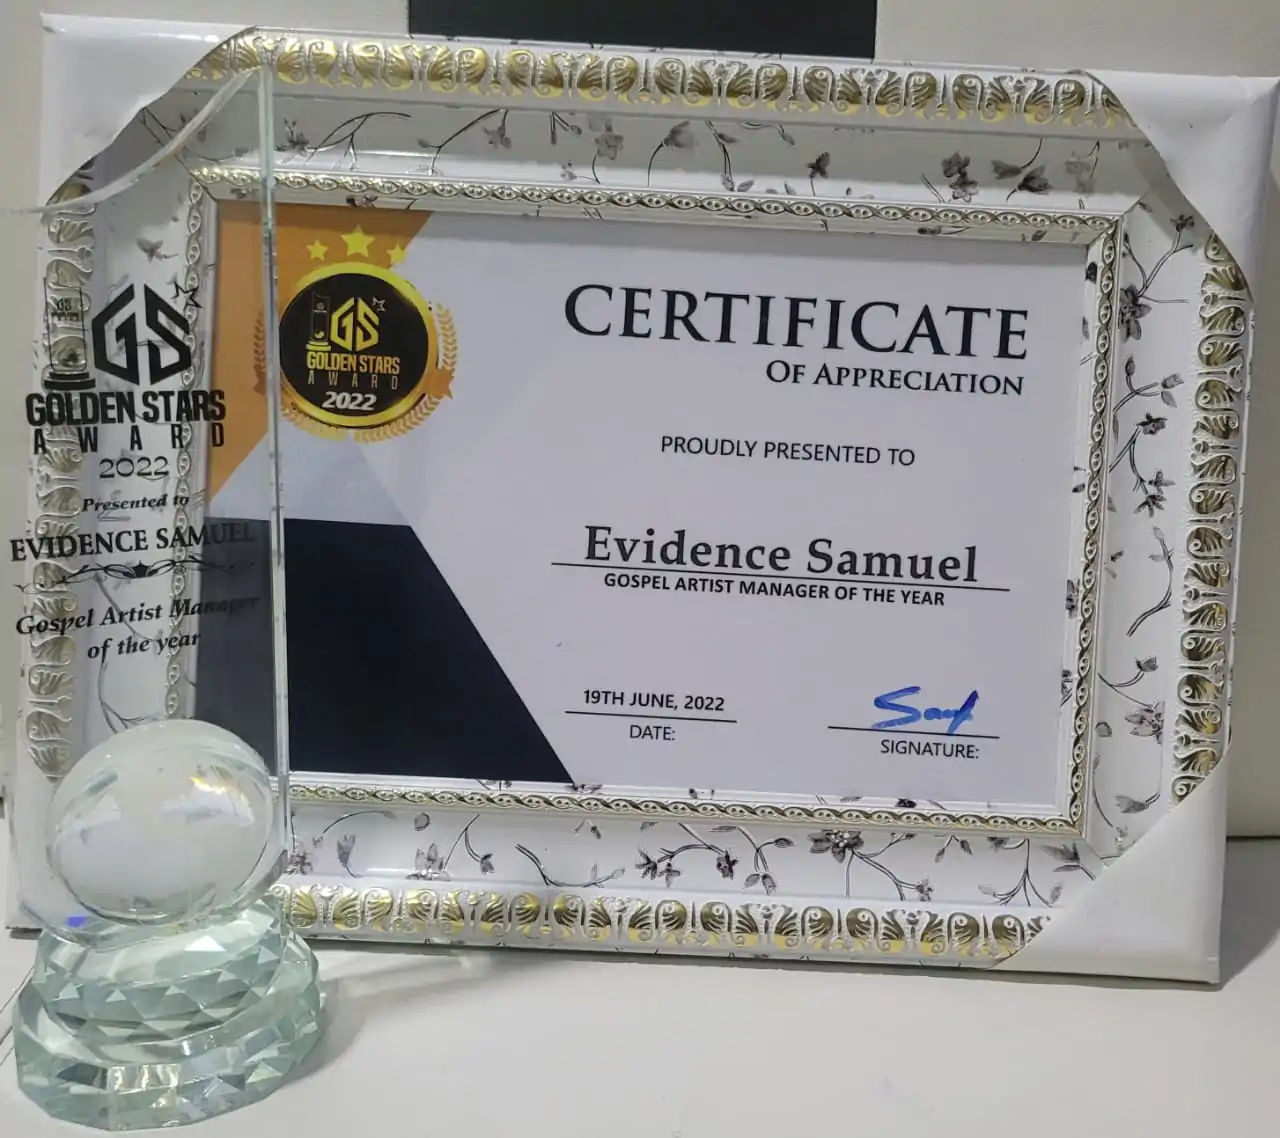 GS
GOLDEN STARS
AWARD
2022
Presented to
EVIDENCE SAMUEL
Gospel Artist Manager
of the year
GS
GOLDEN STARS
AWARD
2022
CERTIFICATE
OF APPRECIATION
PROUDLY PRESENTED TO
Evidence Samuel
GOSPEL ARTIST MANAGER OF THE YEAR
19TH JUNE, 2022
DATE:
SIGNATURE: